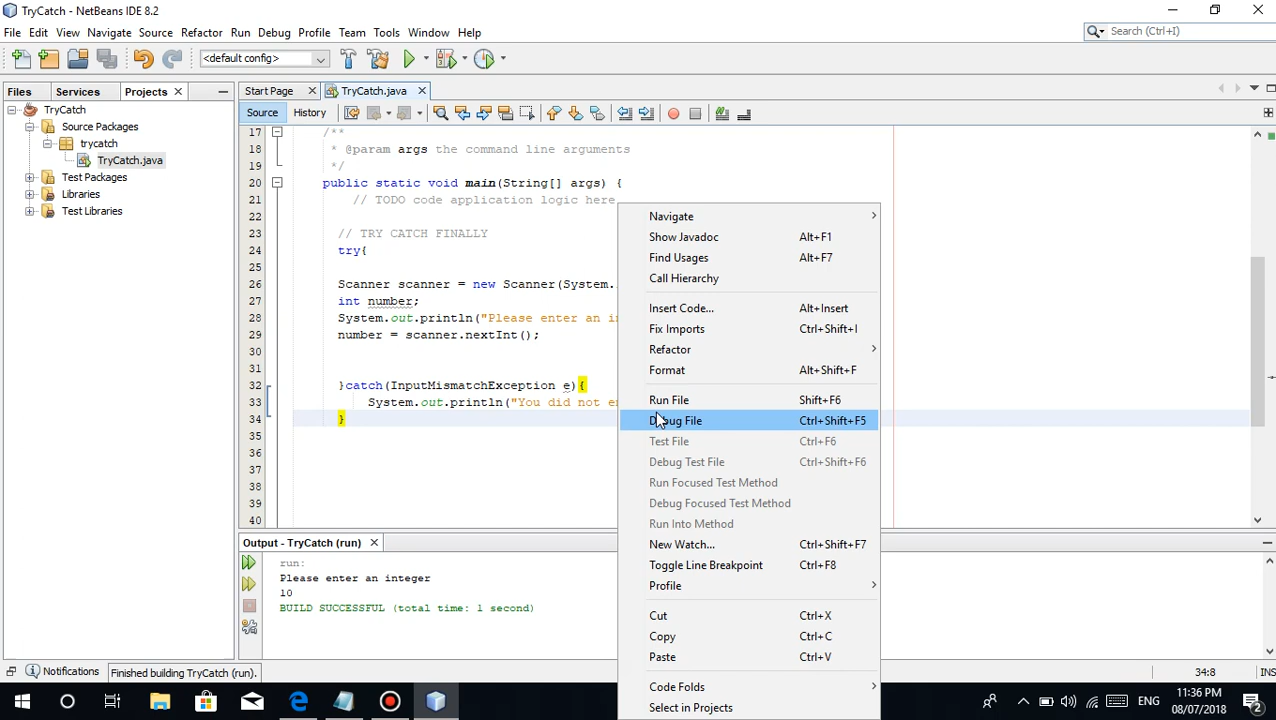 TryCatch - NetBeans IDE 8.2
File Edit View Navigate Source Refactor Run Debug Profile Team Tools Window Help
Search (Ctrl+I)
<default config>
Files Services Projects
Start Page TryCatch.java
Source History
TryCatch
Source Packages
trycatch
TryCatch.java
Test Packages
Libraries
Test Libraries
17 /**
18 * @param args the command line arguments
19 */
20 public static void main(String[] args) {
21 // TODO code application logic here
22
23 // TRY CATCH FINALLY
24 try{
25
26 Scanner scanner = new Scanner(System.
27 int number;
28 System.out.println("Please enter an i
29 number = scanner.nextInt();
30
31
32 }catch(InputMismatchException e){
33 System.out.println("You did not e
34 }
35
36
37
38
39
40
Navigate
Show Javadoc Alt+F1
Find Usages Alt+F7
Call Hierarchy
Insert Code... Alt+Insert
Fix Imports Ctrl+Shift+I
Refactor
Format Alt+Shift+F
Run File Shift+F6
Debug File Ctrl+Shift+F5
Test File Ctrl+F6
Debug Test File Ctrl+Shift+F6
Run Focused Test Method
Debug Focused Test Method
Run Into Method
New Watch... Ctrl+Shift+F7
Toggle Line Breakpoint Ctrl+F8
Profile
Cut Ctrl+X
Copy Ctrl+C
Paste Ctrl+V
Code Folds
Select in Projects
Output - TryCatch (run)
run:
Please enter an integer
10
BUILD SUCCESSFUL (total time: 1 second)
Notifications Finished building TryCatch (run).
34:8 INS
ENG
11:36 PM
08/07/2018
2